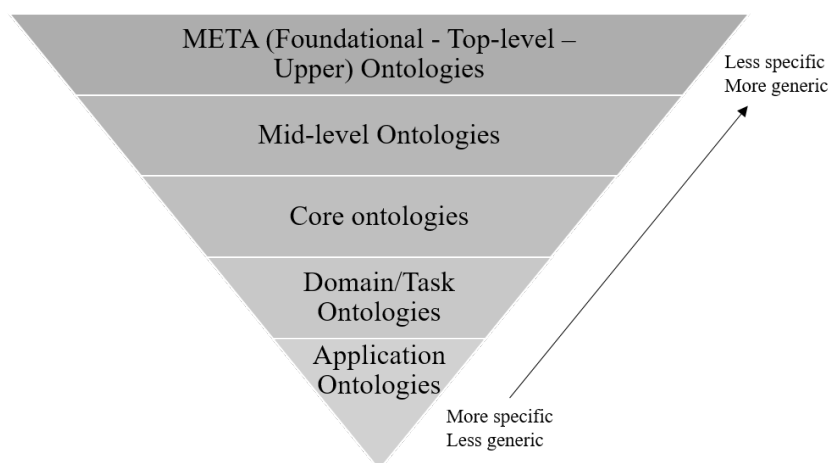 META (Foundational - Top-level –
Upper) Ontologies
Less specific
More generic
Mid-level Ontologies
Core ontologies
Domain/Task
Ontologies
Application
Ontologies
More specific
Less generic